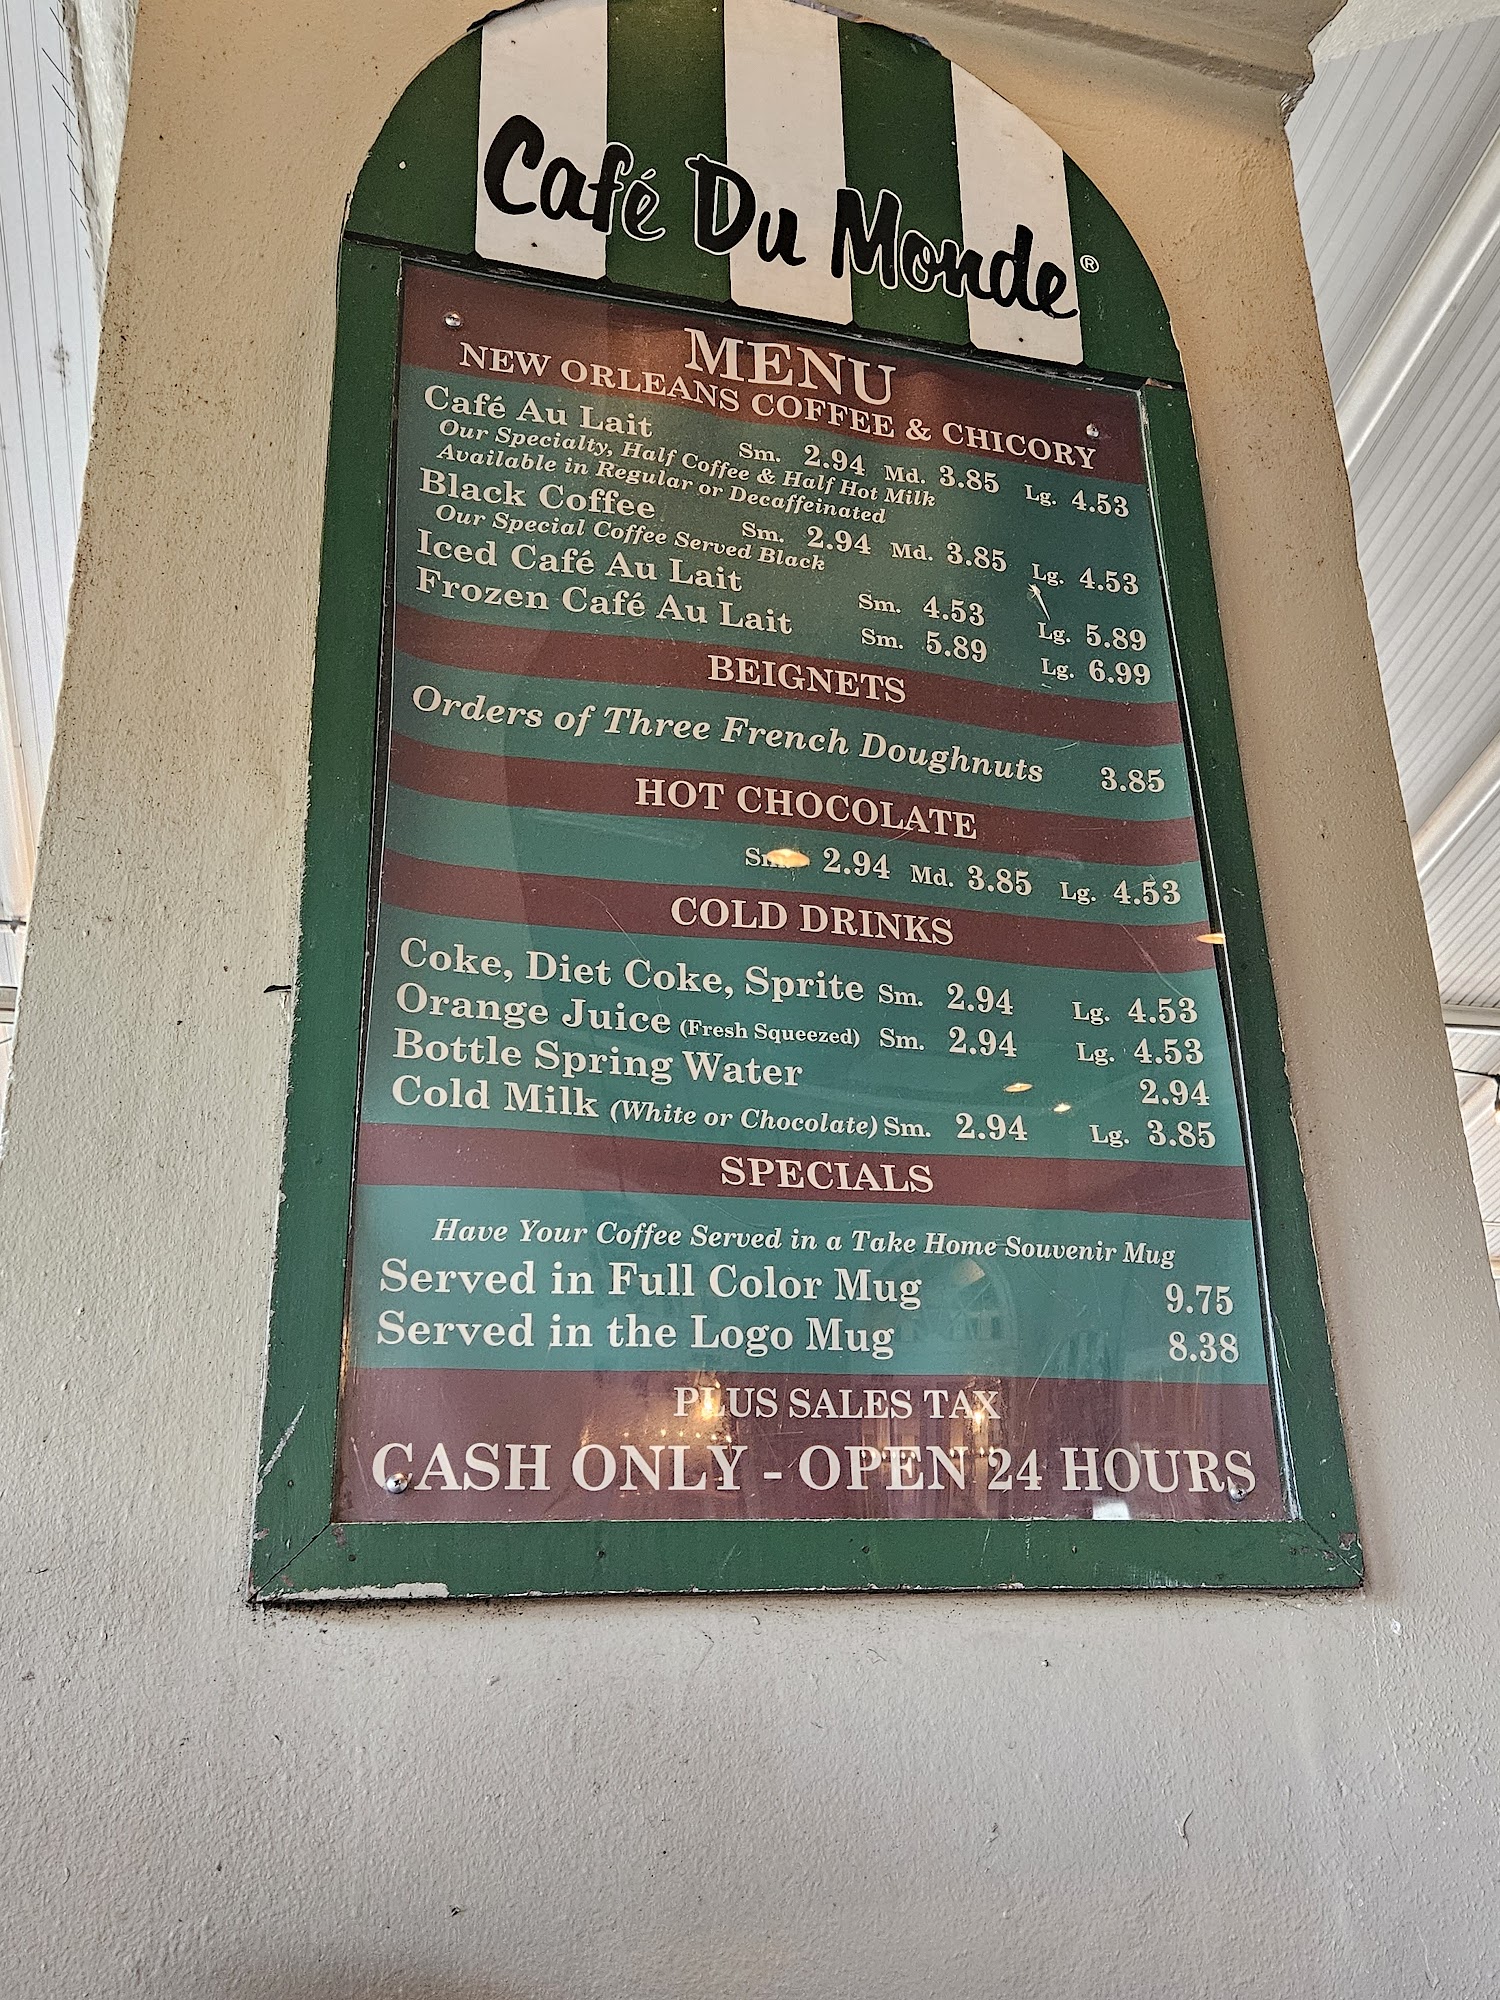 Café Du Monde®
MENU
NEW ORLEANS COFFEE & CHICORY
Café Au Lait Sm. 2.94 Md. 3.85 Lg. 4.53
Our Specialty, Half Coffee & Half Hot Milk
Available in Regular or Decaffeinated
Black Coffee Sm. 2.94 Md. 3.85 Lg. 4.53
Our Special Coffee Served Black
Iced Café Au Lait Sm. 4.53 Lg. 5.89
Frozen Café Au Lait Sm. 5.89 Lg. 6.99
BEIGNETS
Orders of Three French Doughnuts 3.85
HOT CHOCOLATE
Sm. 2.94 Md. 3.85 Lg. 4.53
COLD DRINKS
Coke, Diet Coke, Sprite Sm. 2.94 Lg. 4.53
Orange Juice (Fresh Squeezed) Sm. 2.94 Lg. 4.53
Bottle Spring Water 2.94
Cold Milk (White or Chocolate) Sm. 2.94 Lg. 3.85
SPECIALS
Have Your Coffee Served in a Take Home Souvenir Mug
Served in Full Color Mug 9.75
Served in the Logo Mug 8.38
PLUS SALES TAX
CASH ONLY - OPEN 24 HOURS